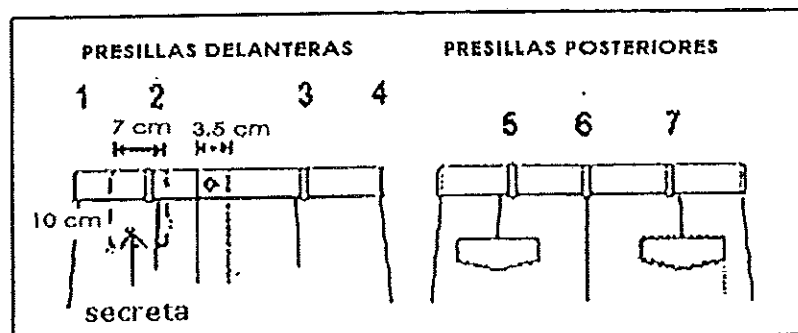 PRESILLAS DELANTERAS
1 2 3 4
7 cm 3.5 cm
10 cm
secreta
PRESILLAS POSTERIORES
5 6 7